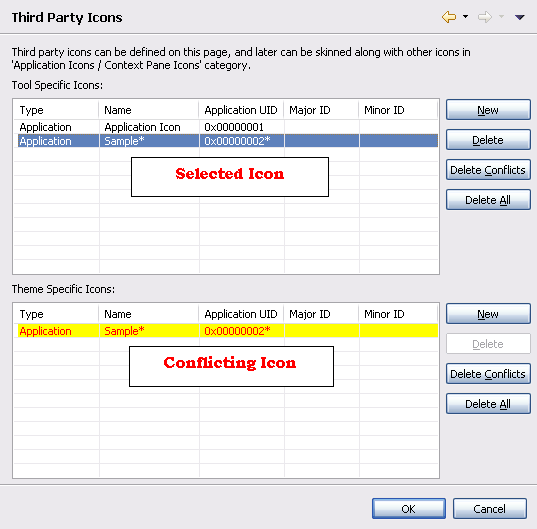 Third Party Icons
Third party icons can be defined on this page, and later can be skinned along with other icons in
'Application Icons / Context Pane Icons' category.
Tool Specific Icons:
Type Name Application UID Major ID Minor ID
Application Application Icon 0x00000001
Application Sample* 0x00000002*
Selected Icon
New
Delete
Delete Conflicts
Delete All
Theme Specific Icons:
Type Name Application UID Major ID Minor ID
Application Sample* 0x00000002*
Conflicting Icon
New
Delete
Delete Conflicts
Delete All
OK Cancel